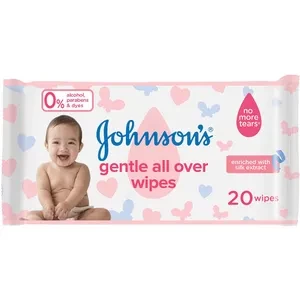 0%
alcohol,
parabens
& dyes
no
more
tears®
Johnson's®
gentle all over
wipes
enriched with
silk extract
20 wipes